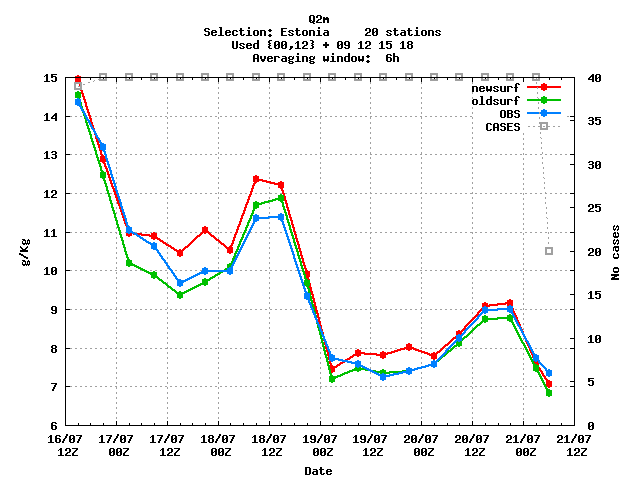 Q2m
Selection: Estonia     20 stations
Used {00,12} + 09 12 15 18
Averaging window:  6h
newsurf
oldsurf
OBS
CASES
15
14
13
12
11
10
9
8
7
6
g/Kg
40
35
30
25
20
15
10
5
0
No cases
16/07 17/07 17/07 18/07 18/07 19/07 19/07 20/07 20/07 21/07 21/07
12Z 00Z 12Z 00Z 12Z 00Z 12Z 00Z 12Z 00Z 12Z
Date